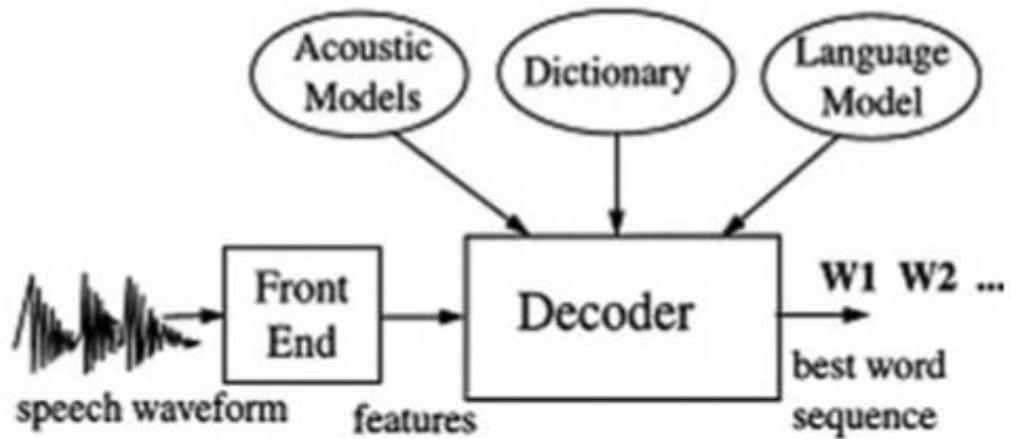 Acoustic
Models
Dictionary
Language
Model
Front
End
Decoder
W1 W2 ...
best word
sequence
speech waveform
features